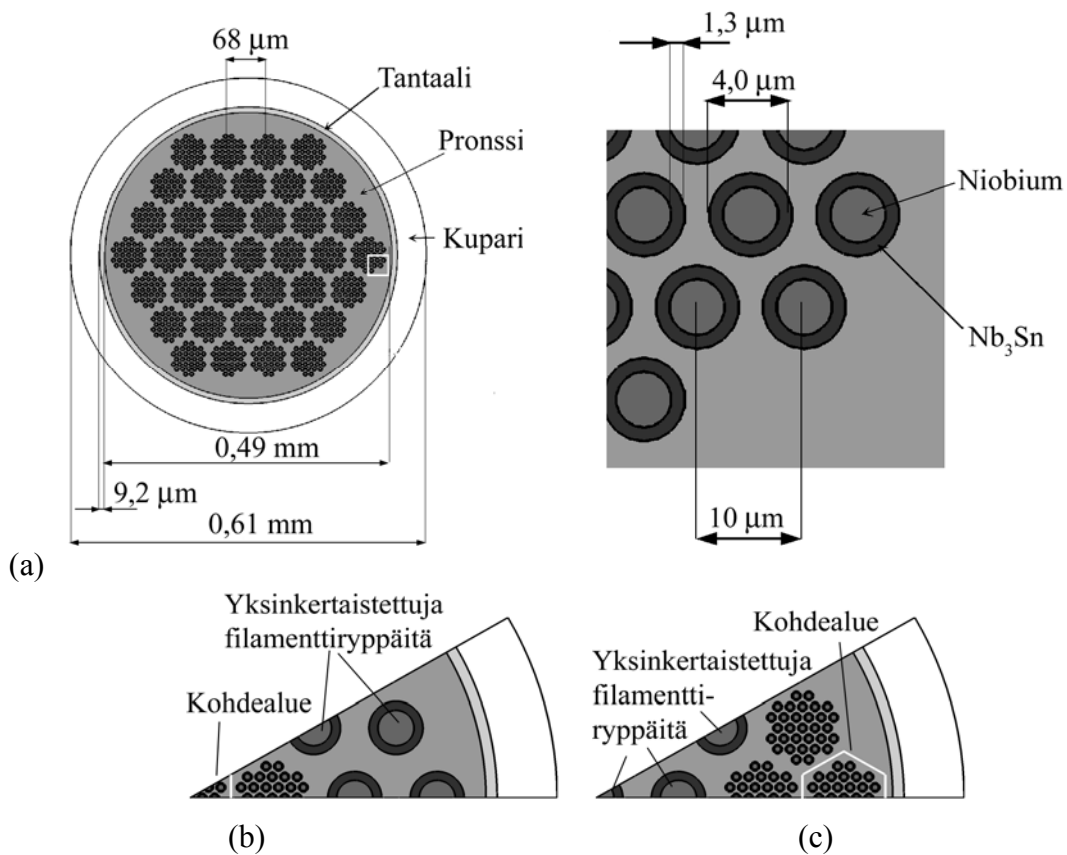 68 µm
Tantaali
Pronssi
Kupari
0,49 mm
9,2 µm
0,61 mm
(a)
1,3 µm
4,0 µm
Niobium
Nb₃Sn
10 µm
Yksinkertaistettuja
filamenttiryppäitä
Kohdealue
(b)
Kohdealue
Yksinkertaistettuja
filamentti-
ryppäitä
(c)